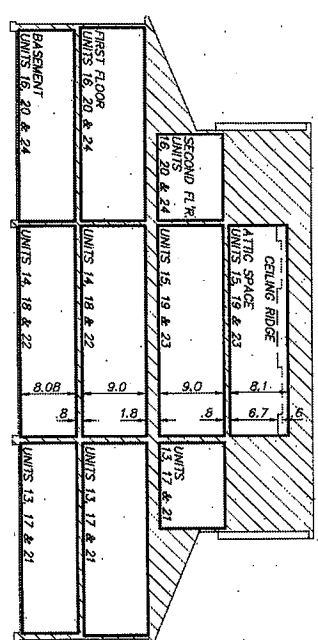 CEILING RIDGE
ATTIC SPACE
UNITS 15, 19
& 23
8.1
6.7
.6
SECOND FL'R
UNITS
16, 20 & 24
UNITS 15, 19
& 23
9.0
.8
UNITS
13, 17 & 21
FIRST FLOOR
UNITS 16, 20 & 24
UNITS 14, 18 & 22
9.0
1.8
UNITS 13, 17 & 21
BASEMENT
UNITS 16, 20 & 24
UNITS 14, 18 & 22
8.08
.8
UNITS 13, 17 & 21